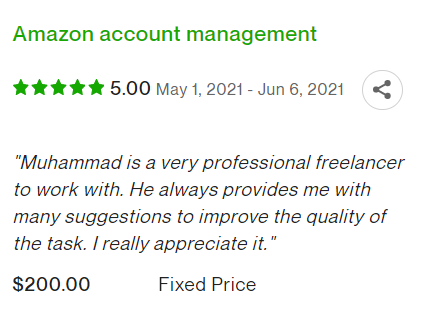 Amazon account management
5.00 May 1, 2021 - Jun 6, 2021
"Muhammad is a very professional freelancer
to work with. He always provides me with
many suggestions to improve the quality of
the task. I really appreciate it."
$200.00 Fixed Price